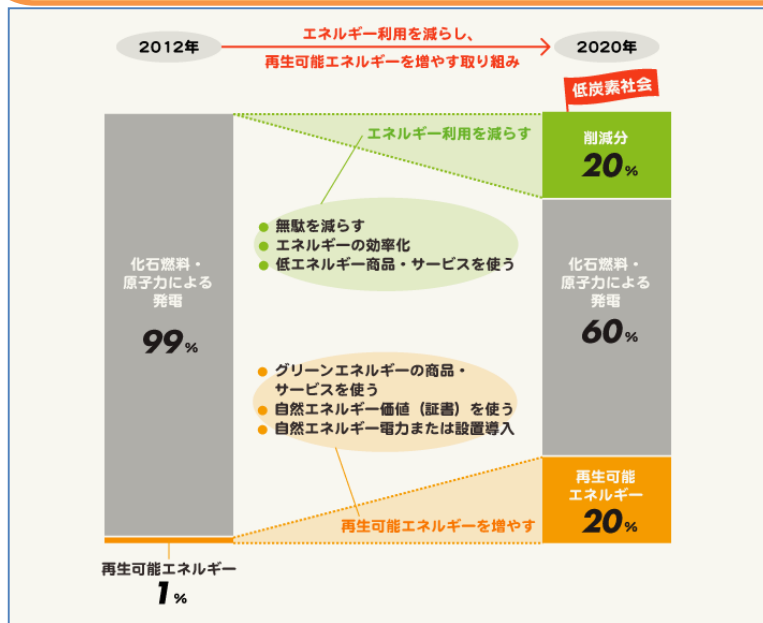 2012年
エネルギー利用を減らし、
再生可能エネルギーを増やす取り組み
2020年
低炭素社会
エネルギー利用を減らす
削減分
20%
無駄を減らす
エネルギーの効率化
低エネルギー商品・サービスを使う
化石燃料・
原子力による
発電
99%
化石燃料・
原子力による
発電
60%
グリーンエネルギーの商品・
サービスを使う
自然エネルギー価値（証書）を使う
自然エネルギー電力または設置導入
再生可能
エネルギー
20%
再生可能エネルギーを増やす
再生可能エネルギー
1%